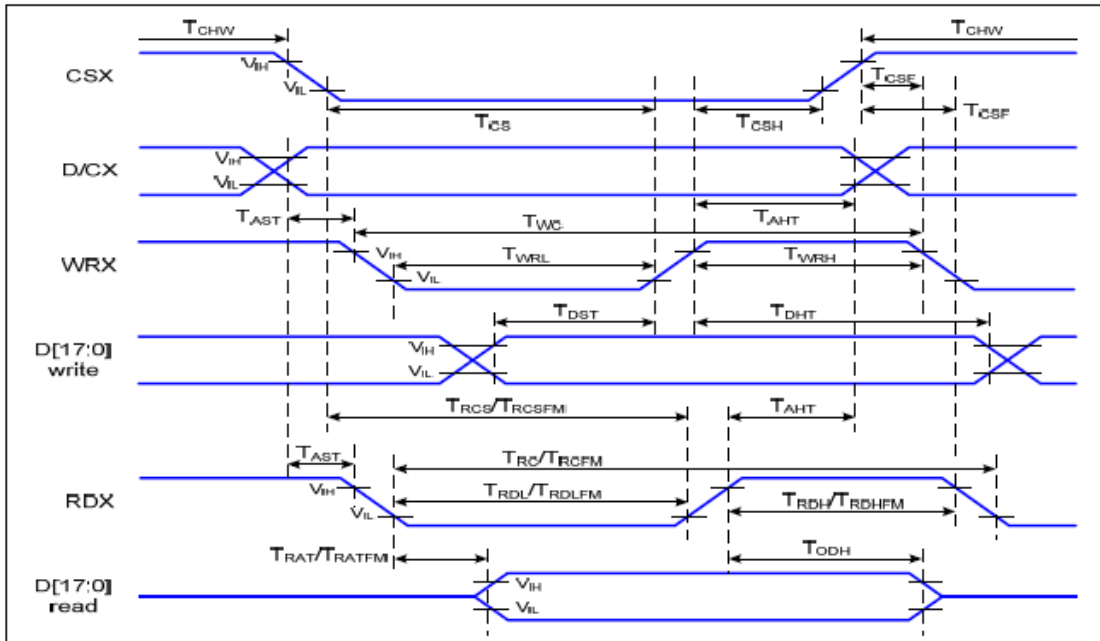 TCHW TCHW
CSX
VIH
VIL
TCSF
TCSF
TCS TCSH
D/CX
VIH
VIL
TAST TWC TAHT
WRX
VIH
VIL
TWRL TWRH
TDST TDHT
D[17:0]
write
VIH
VIL
TRCS/TRCSFM TAHT
TAST
TRC/TRCFM
RDX
VIH
VIL
TRDL/TRDLFM TRDH/TRDHFM
TRAT/TRATFM TODH
D[17:0]
read
VIH
VIL